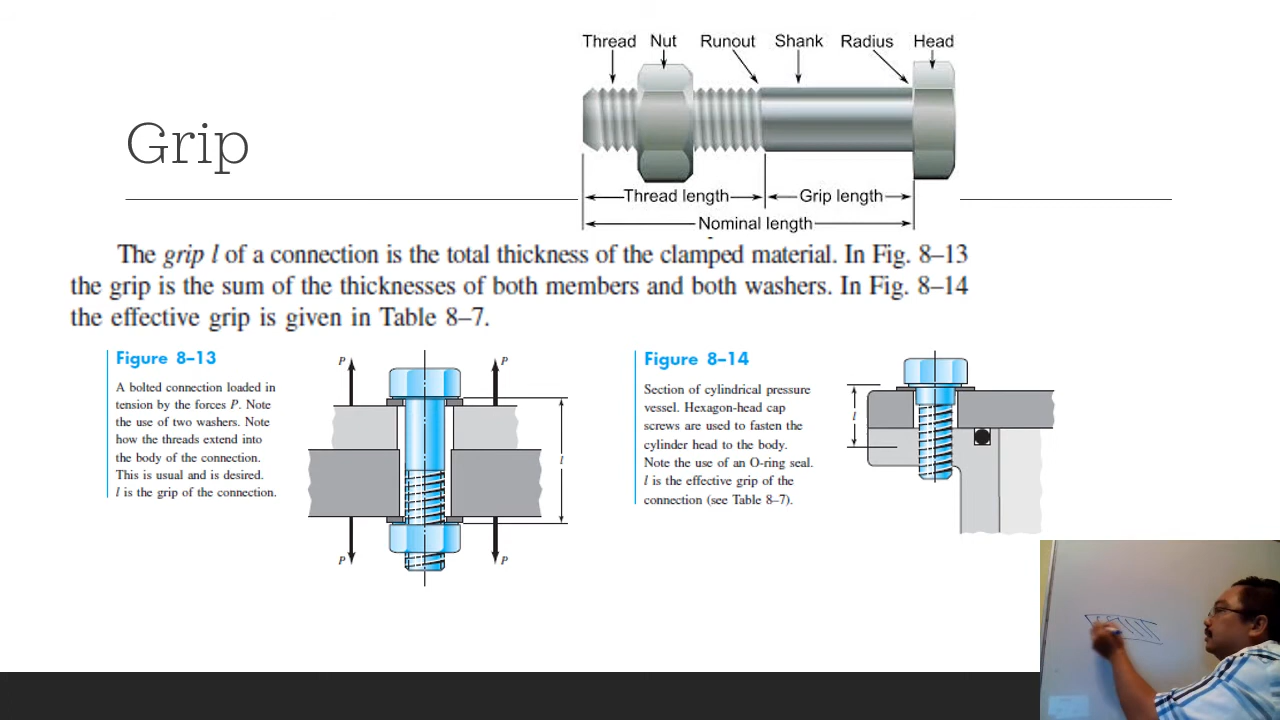 Thread Nut Runout Shank Radius Head
Grip
Thread length Grip length
Nominal length
The grip l of a connection is the total thickness of the clamped material. In Fig. 8–13
the grip is the sum of the thicknesses of both members and both washers. In Fig. 8–14
the effective grip is given in Table 8–7.
Figure 8–13
A bolted connection loaded in
tension by the forces P. Note
the use of two washers. Note
how the threads extend into
the body of the connection.
This is usual and is desired.
l is the grip of the connection.
P P
l
P P
Figure 8–14
Section of cylindrical pressure
vessel. Hexagon-head cap
screws are used to fasten the
cylinder head to the body.
Note the use of an O-ring seal.
l is the effective grip of the
connection (see Table 8–7).
l